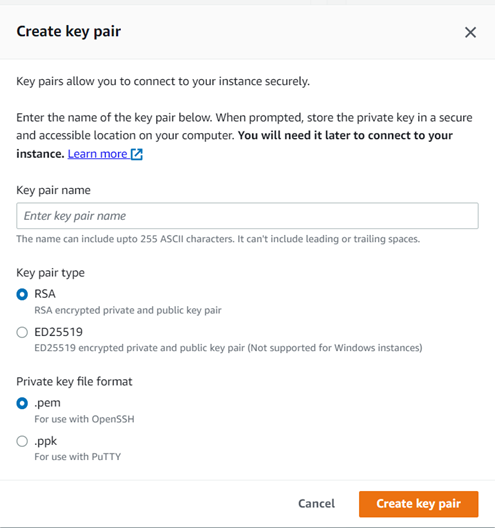 Create key pair
Key pairs allow you to connect to your instance securely.
Enter the name of the key pair below. When prompted, store the private key in a secure
and accessible location on your computer. You will need it later to connect to your
instance. Learn more
Key pair name
Enter key pair name
The name can include upto 255 ASCII characters. It can't include leading or trailing spaces.
Key pair type
RSA
RSA encrypted private and public key pair
ED25519
ED25519 encrypted private and public key pair (Not supported for Windows instances)
Private key file format
.pem
For use with OpenSSH
.ppk
For use with PuTTY
Cancel
Create key pair